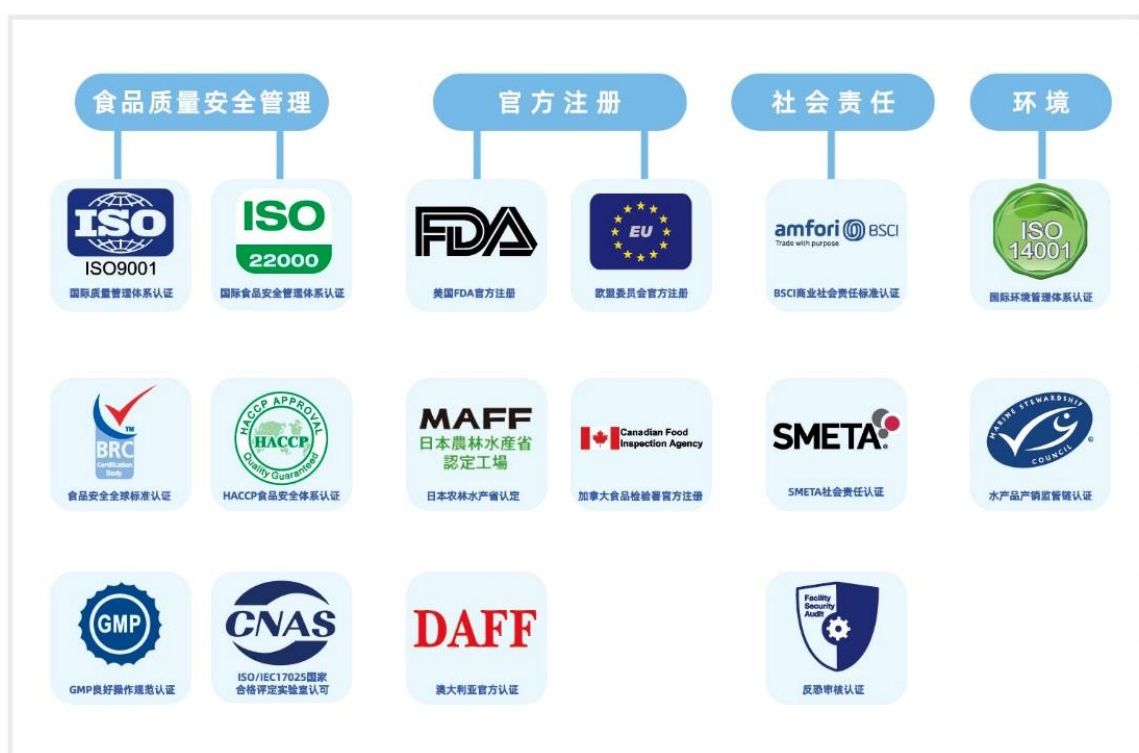 食品质量安全管理
官方注册
社会责任
环境
ISO
ISO9001
国际质量管理体系认证
ISO
22000
国际食品安全管理体系认证
FDA
美国FDA官方注册
EU
欧盟委员会官方注册
amfori BSCI
Trade with purpose
BSCI商业社会责任标准认证
ISO
14001
国际环境管理体系认证
BRC
Certification
Body
TM
食品安全全球标准认证
HACCP APPROVAL
HACCP
Quality Guaranteed
HACCP食品安全体系认证
MAFF
日本農林水産省
認定工場
日本农林水产省认定
Canadian Food
Inspection Agency
加拿大食品检验署官方注册
SMETA
SMETA社会责任认证
MARINE STEWARDSHIP
COUNCIL
®
水产品产销监管链认证
GMP
GMP良好操作规范认证
CNAS
ISO/IEC17025国家
合格评定实验室认可
DAFF
澳大利亚官方认证
Facility
Security
Audit
反恐审核认证